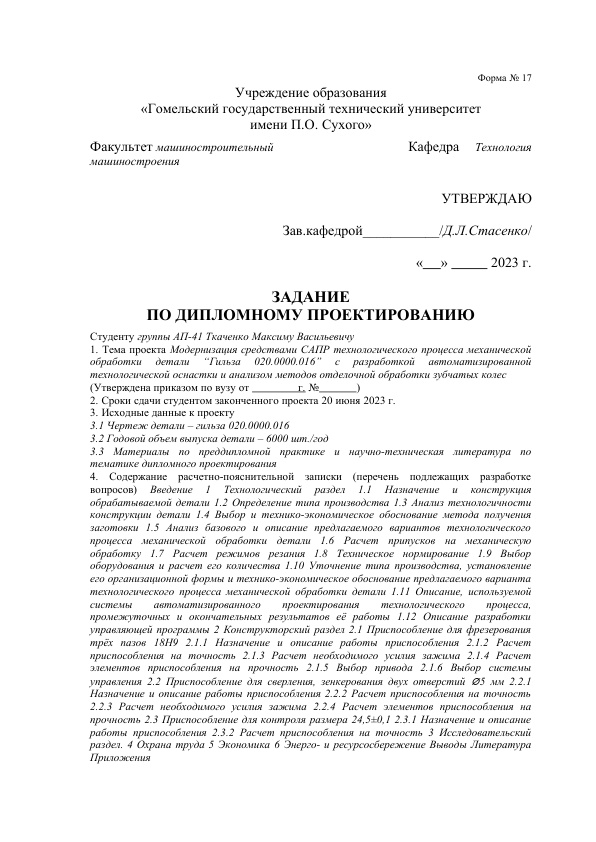 Форма № 17
Учреждение образования
«Гомельский государственный технический университет
имени П.О. Сухого»
Факультет машиностроительный Кафедра Технология
машиностроения
УТВЕРЖДАЮ
Зав.кафедрой___________/Д.Л.Стасенко/
«__» _____ 2023 г.
ЗАДАНИЕ
ПО ДИПЛОМНОМУ ПРОЕКТИРОВАНИЮ
Студенту группы АП-41 Ткаченко Максиму Васильевичу
1. Тема проекта Модернизация средствами САПР технологического процесса механической
обработки детали “Гильза 020.0000.016” с разработкой автоматизированной
технологической оснастки и анализом методов отделочной обработки зубчатых колес
(Утверждена приказом по вузу от ________г. №_______)
2. Сроки сдачи студентом законченного проекта 20 июня 2023 г.
3. Исходные данные к проекту
3.1 Чертеж детали – гильза 020.0000.016
3.2 Годовой объем выпуска детали – 6000 шт./год
3.3 Материалы по преддипломной практике и научно-техническая литература по
тематике дипломного проектирования
4. Содержание расчетно-пояснительной записки (перечень подлежащих разработке
вопросов) Введение 1 Технологический раздел 1.1 Назначение и конструкция
обрабатываемой детали 1.2 Определение типа производства 1.3 Анализ технологичности
конструкции детали 1.4 Выбор и технико-экономическое обоснование метода получения
заготовки 1.5 Анализ базового и описание предлагаемого вариантов технологического
процесса механической обработки детали 1.6 Расчет припусков на механическую
обработку 1.7 Расчет режимов резания 1.8 Техническое нормирование 1.9 Выбор
оборудования и расчет его количества 1.10 Уточнение типа производства, установление
его организационной формы и технико-экономическое обоснование предлагаемого варианта
технологического процесса механической обработки детали 1.11 Описание, используемой
системы автоматизированного проектирования технологического процесса,
промежуточных и окончательных результатов её работы 1.12 Описание разработки
управляющей программы 2 Конструкторский раздел 2.1 Приспособление для фрезерования
трёх пазов 18H9 2.1.1 Назначение и описание работы приспособления 2.1.2 Расчет
приспособления на точность 2.1.3 Расчет необходимого усилия зажима 2.1.4 Расчет
элементов приспособления на прочность 2.1.5 Выбор привода 2.1.6 Выбор системы
управления 2.2 Приспособление для сверления, зенкерования двух отверстий ∅5 мм 2.2.1
Назначение и описание работы приспособления 2.2.2 Расчет приспособления на точность
2.2.3 Расчет необходимого усилия зажима 2.2.4 Расчет элементов приспособления на
прочность 2.3 Приспособление для контроля размера 24,5±0,1 2.3.1 Назначение и описание
работы приспособления 2.3.2 Расчет приспособления на точность 3 Исследовательский
раздел. 4 Охрана труда 5 Экономика 6 Энерго- и ресурсосбережение Выводы Литература
Приложения